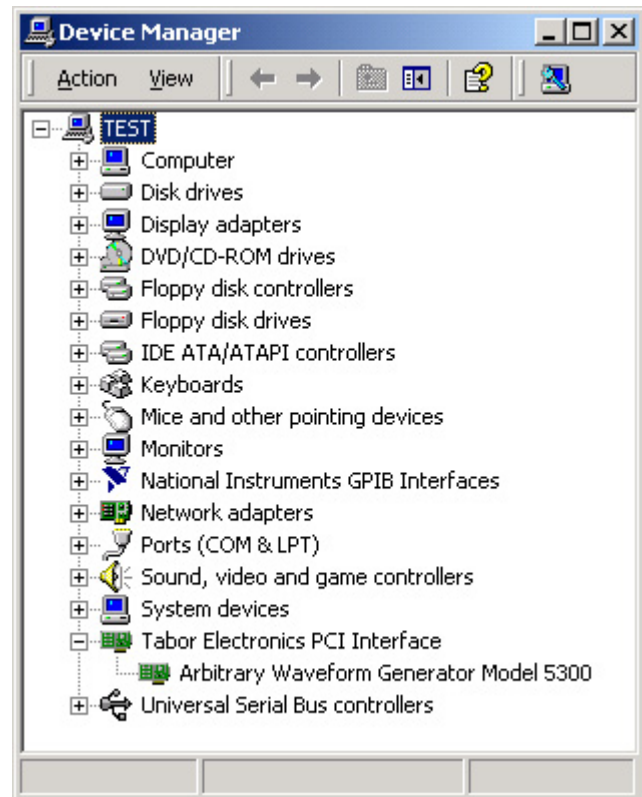 Device Manager
Action View
TEST
Computer
Disk drives
Display adapters
DVD/CD-ROM drives
Floppy disk controllers
Floppy disk drives
IDE ATA/ATAPI controllers
Keyboards
Mice and other pointing devices
Monitors
National Instruments GPIB Interfaces
Network adapters
Ports (COM & LPT)
Sound, video and game controllers
System devices
Tabor Electronics PCI Interface
Arbitrary Waveform Generator Model 5300
Universal Serial Bus controllers